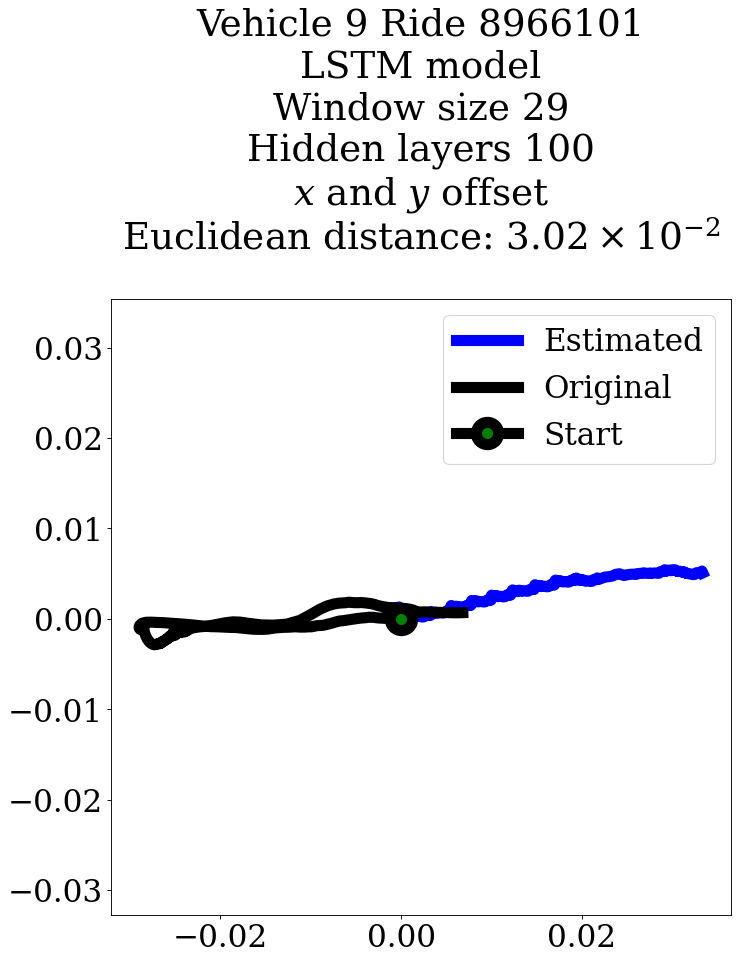 Vehicle 9 Ride 8966101
LSTM model
Window size 29
Hidden layers 100
x and y offset
Euclidean distance: 3.02 × 10⁻²
Estimated
Original
Start
0.03
0.02
0.01
0.00
−0.01
−0.02
−0.03
−0.02 0.00 0.02